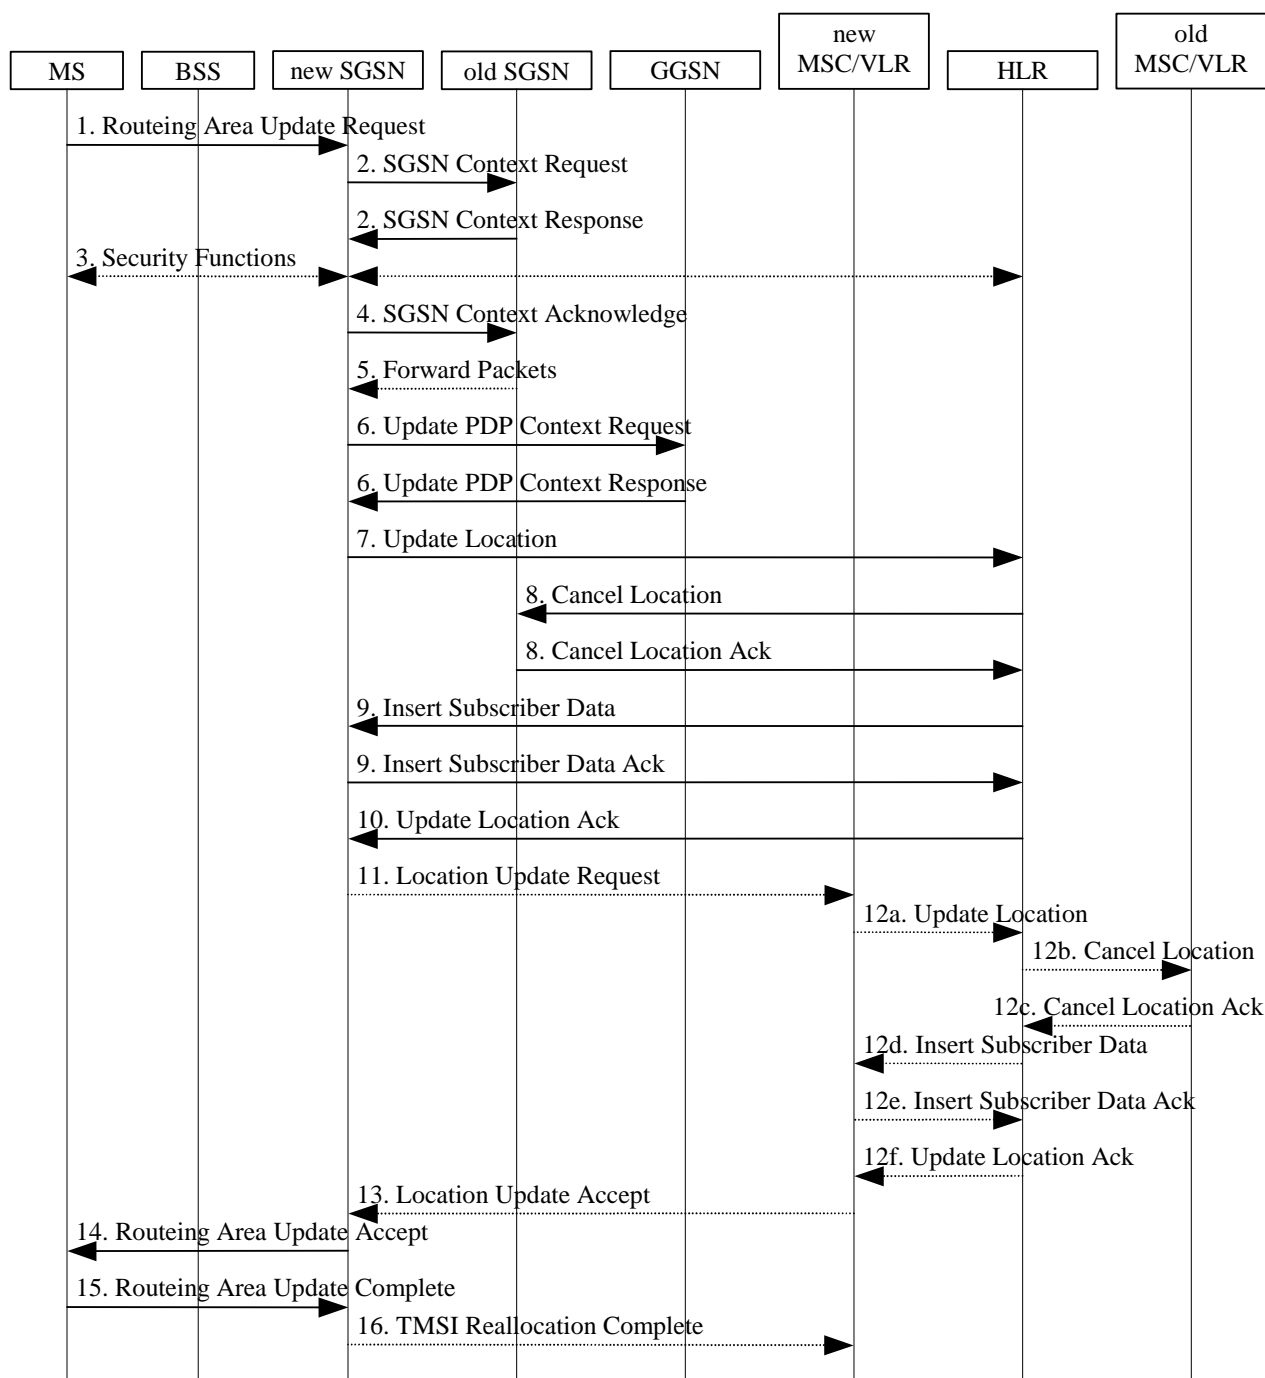 new
MSC/VLR
old
MSC/VLR
MS
BSS
new SGSN
old SGSN
GGSN
HLR
1. Routeing Area Update Request
2. SGSN Context Request
2. SGSN Context Response
3. Security Functions
4. SGSN Context Acknowledge
5. Forward Packets
6. Update PDP Context Request
6. Update PDP Context Response
7. Update Location
8. Cancel Location
8. Cancel Location Ack
9. Insert Subscriber Data
9. Insert Subscriber Data Ack
10. Update Location Ack
11. Location Update Request
12a. Update Location
12b. Cancel Location
12c. Cancel Location Ack
12d. Insert Subscriber Data
12e. Insert Subscriber Data Ack
12f. Update Location Ack
13. Location Update Accept
14. Routeing Area Update Accept
15. Routeing Area Update Complete
16. TMSI Reallocation Complete